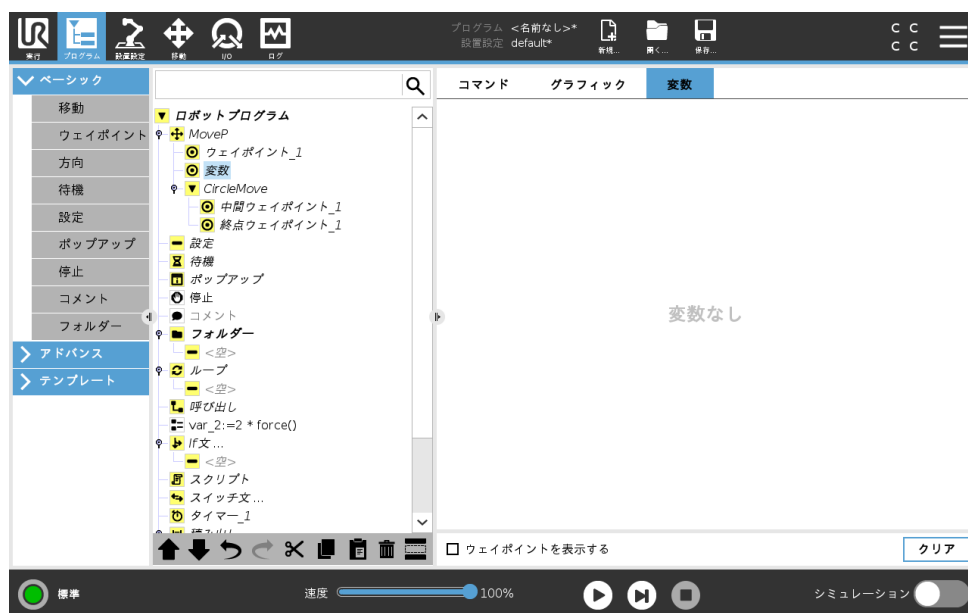 プログラム <名前なし>*
設置設定 default*
実行 プログラム 設置設定 移動 I/O ログ 新規... 開く... 保存...
C C
C C
ベーシック
移動
ウェイポイント
方向
待機
設定
ポップアップ
停止
コメント
フォルダー
アドバンス
テンプレート
ロボットプログラム
MoveP
ウェイポイント_1
変数
CircleMove
中間ウェイポイント_1
終点ウェイポイント_1
設定
待機
ポップアップ
停止
コメント
フォルダー
<空>
ループ
<空>
呼び出し
var_2:=2 * force()
If文...
<空>
スクリプト
スイッチ文...
タイマー_1
コマンド グラフィック 変数
変数なし
ウェイポイントを表示する クリア
標準 速度 100% シミュレーション